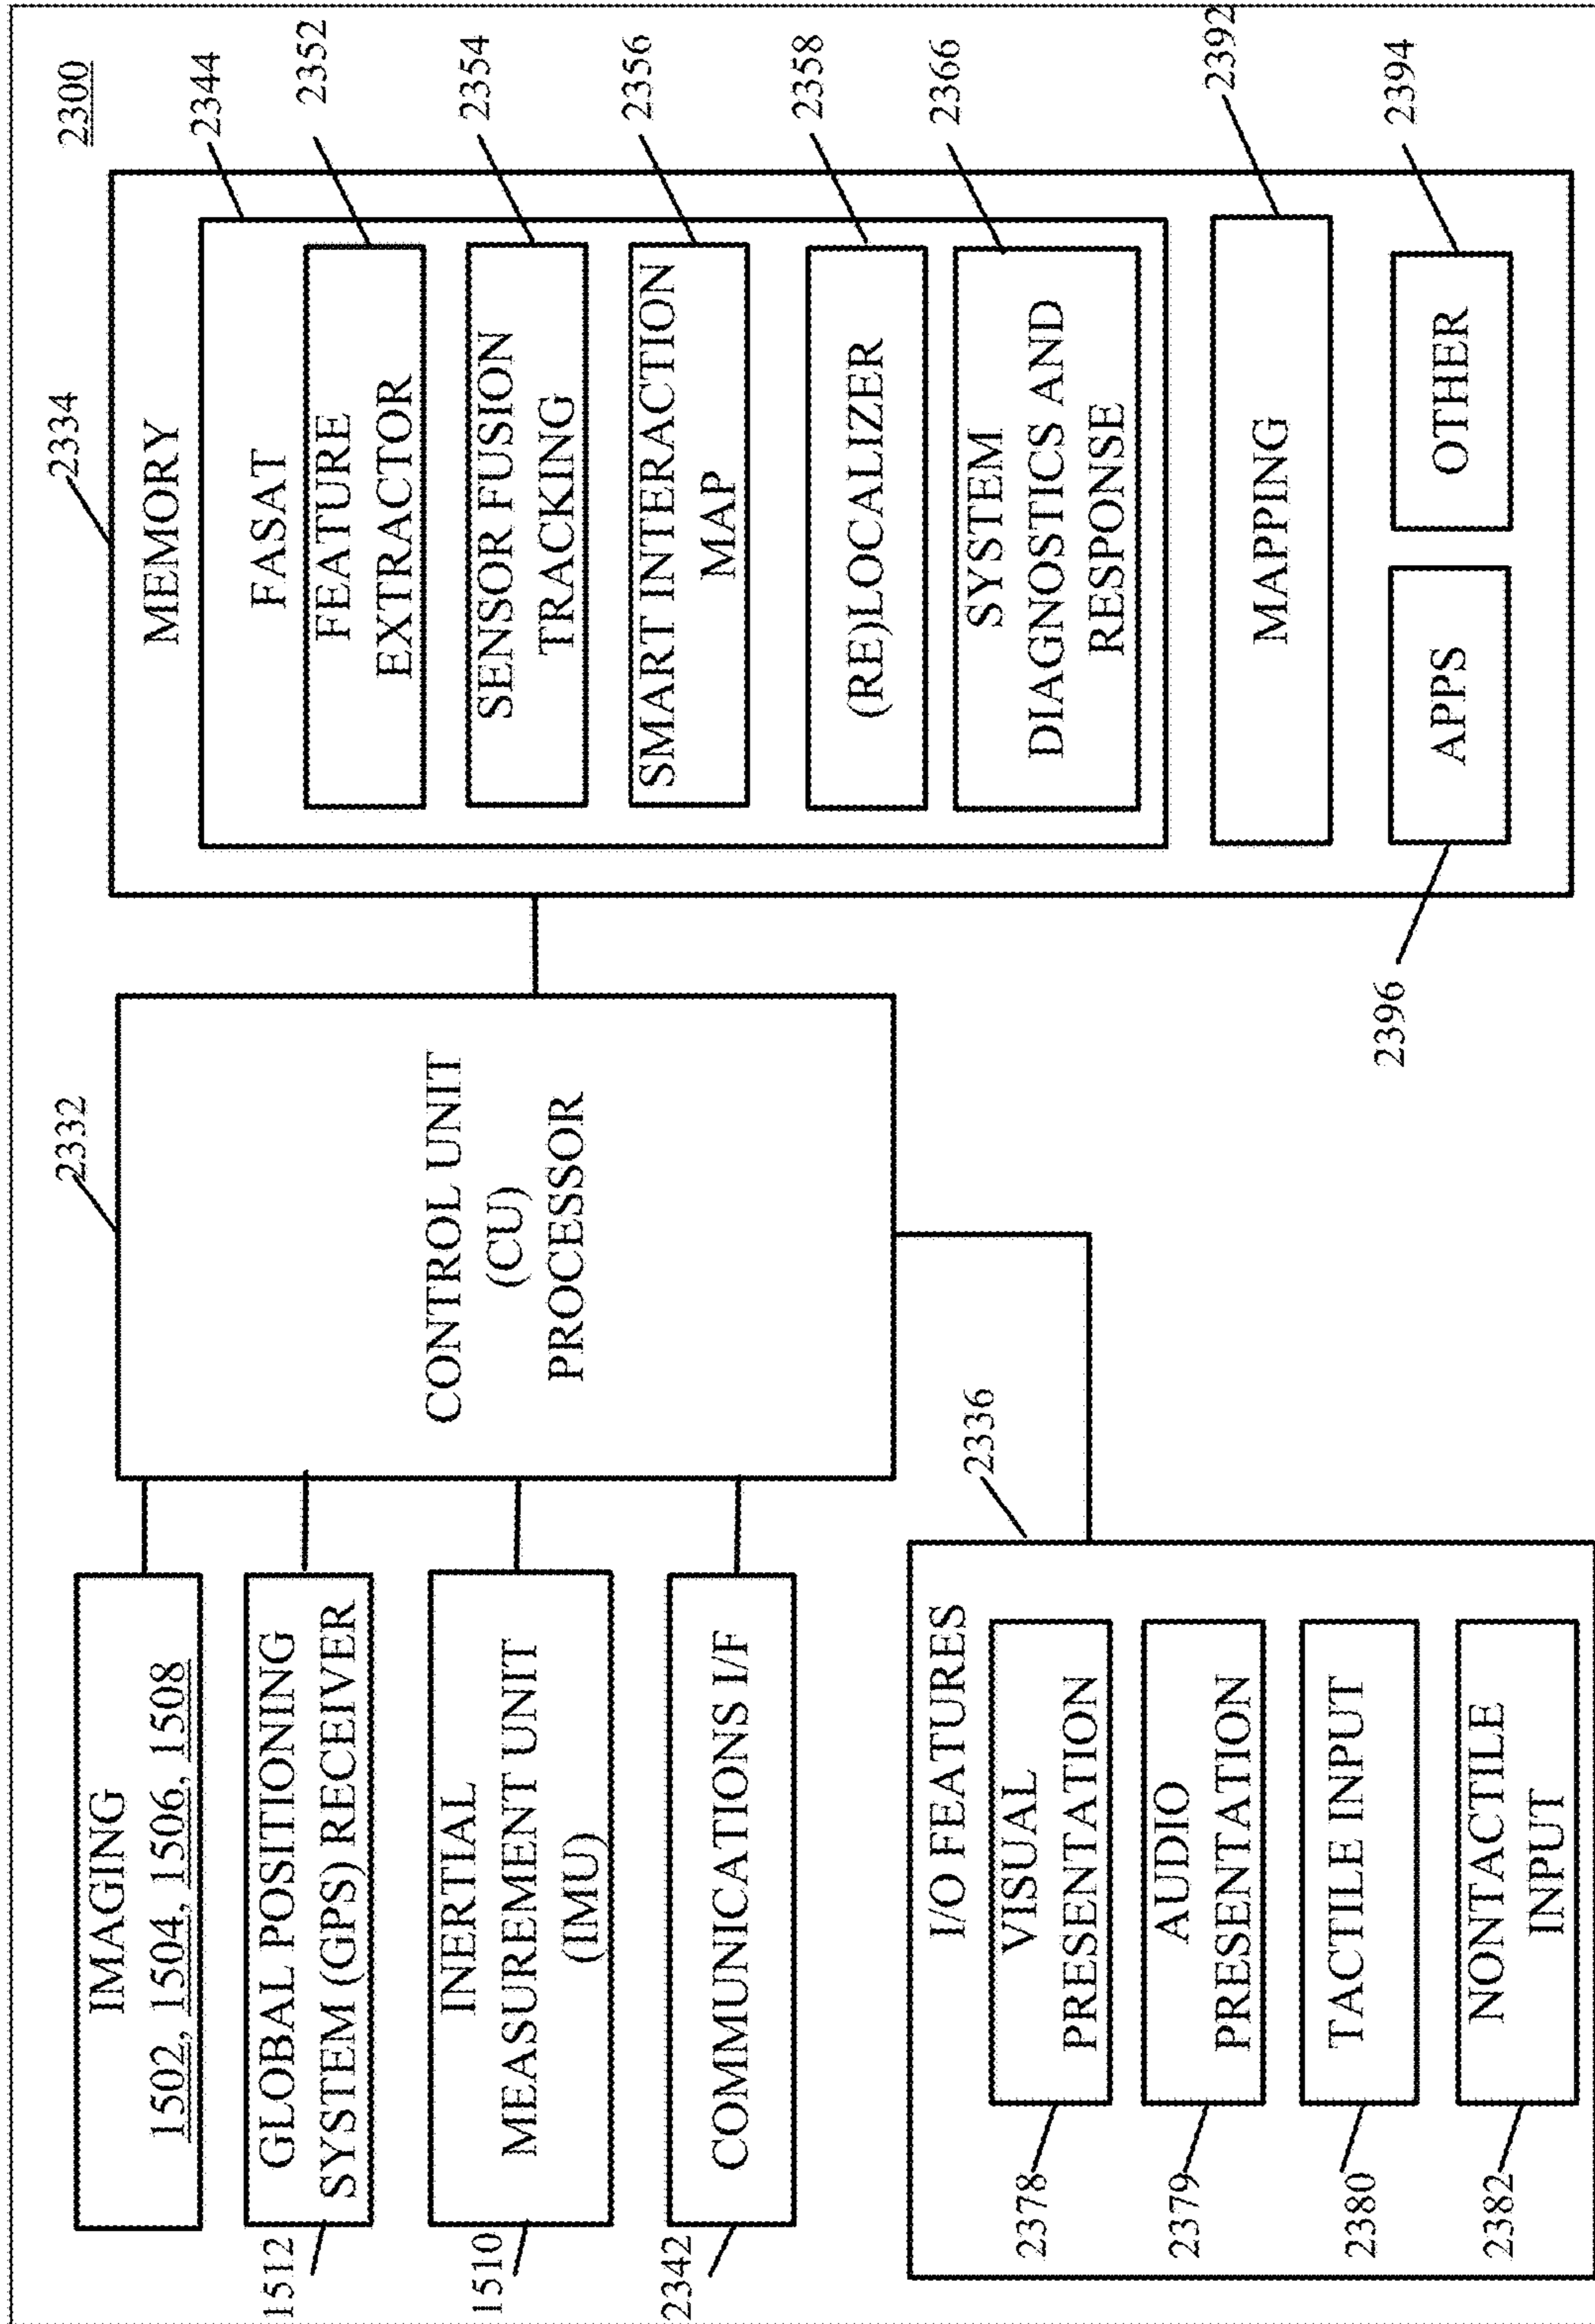 2300
IMAGING
1502, 1504, 1506, 1508
GLOBAL POSITIONING
SYSTEM (GPS) RECEIVER
1512
INERTIAL
MEASUREMENT UNIT
(IMU)
1510
COMMUNICATIONS I/F
2342
I/O FEATURES
2336
VISUAL
PRESENTATION
2378
AUDIO
PRESENTATION
2379
TACTILE INPUT
2380
NONTACTILE
INPUT
2382
2332
CONTROL UNIT
(CU)
PROCESSOR
2334
MEMORY
2344
FASAT
FEATURE
EXTRACTOR
2352
SENSOR FUSION
TRACKING
2354
SMART INTERACTION
MAP
2356
(RE)LOCALIZER
2358
SYSTEM
DIAGNOSTICS AND
RESPONSE
2366
MAPPING
2392
APPS
2396
OTHER
2394